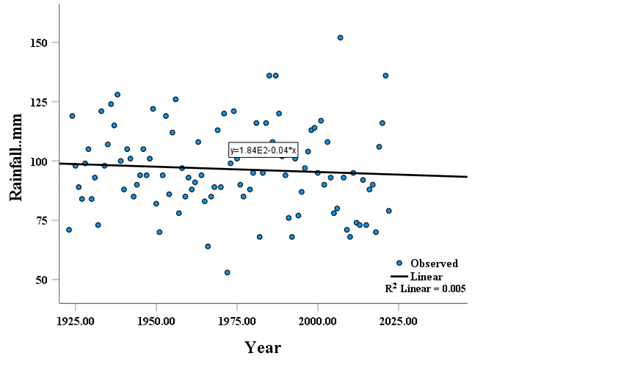 150
125
100
75
50
Rainfall..mm
y=1.84E2-0.04*x
Observed
Linear
R² Linear = 0.005
1925.00 1950.00 1975.00 2000.00 2025.00
Year